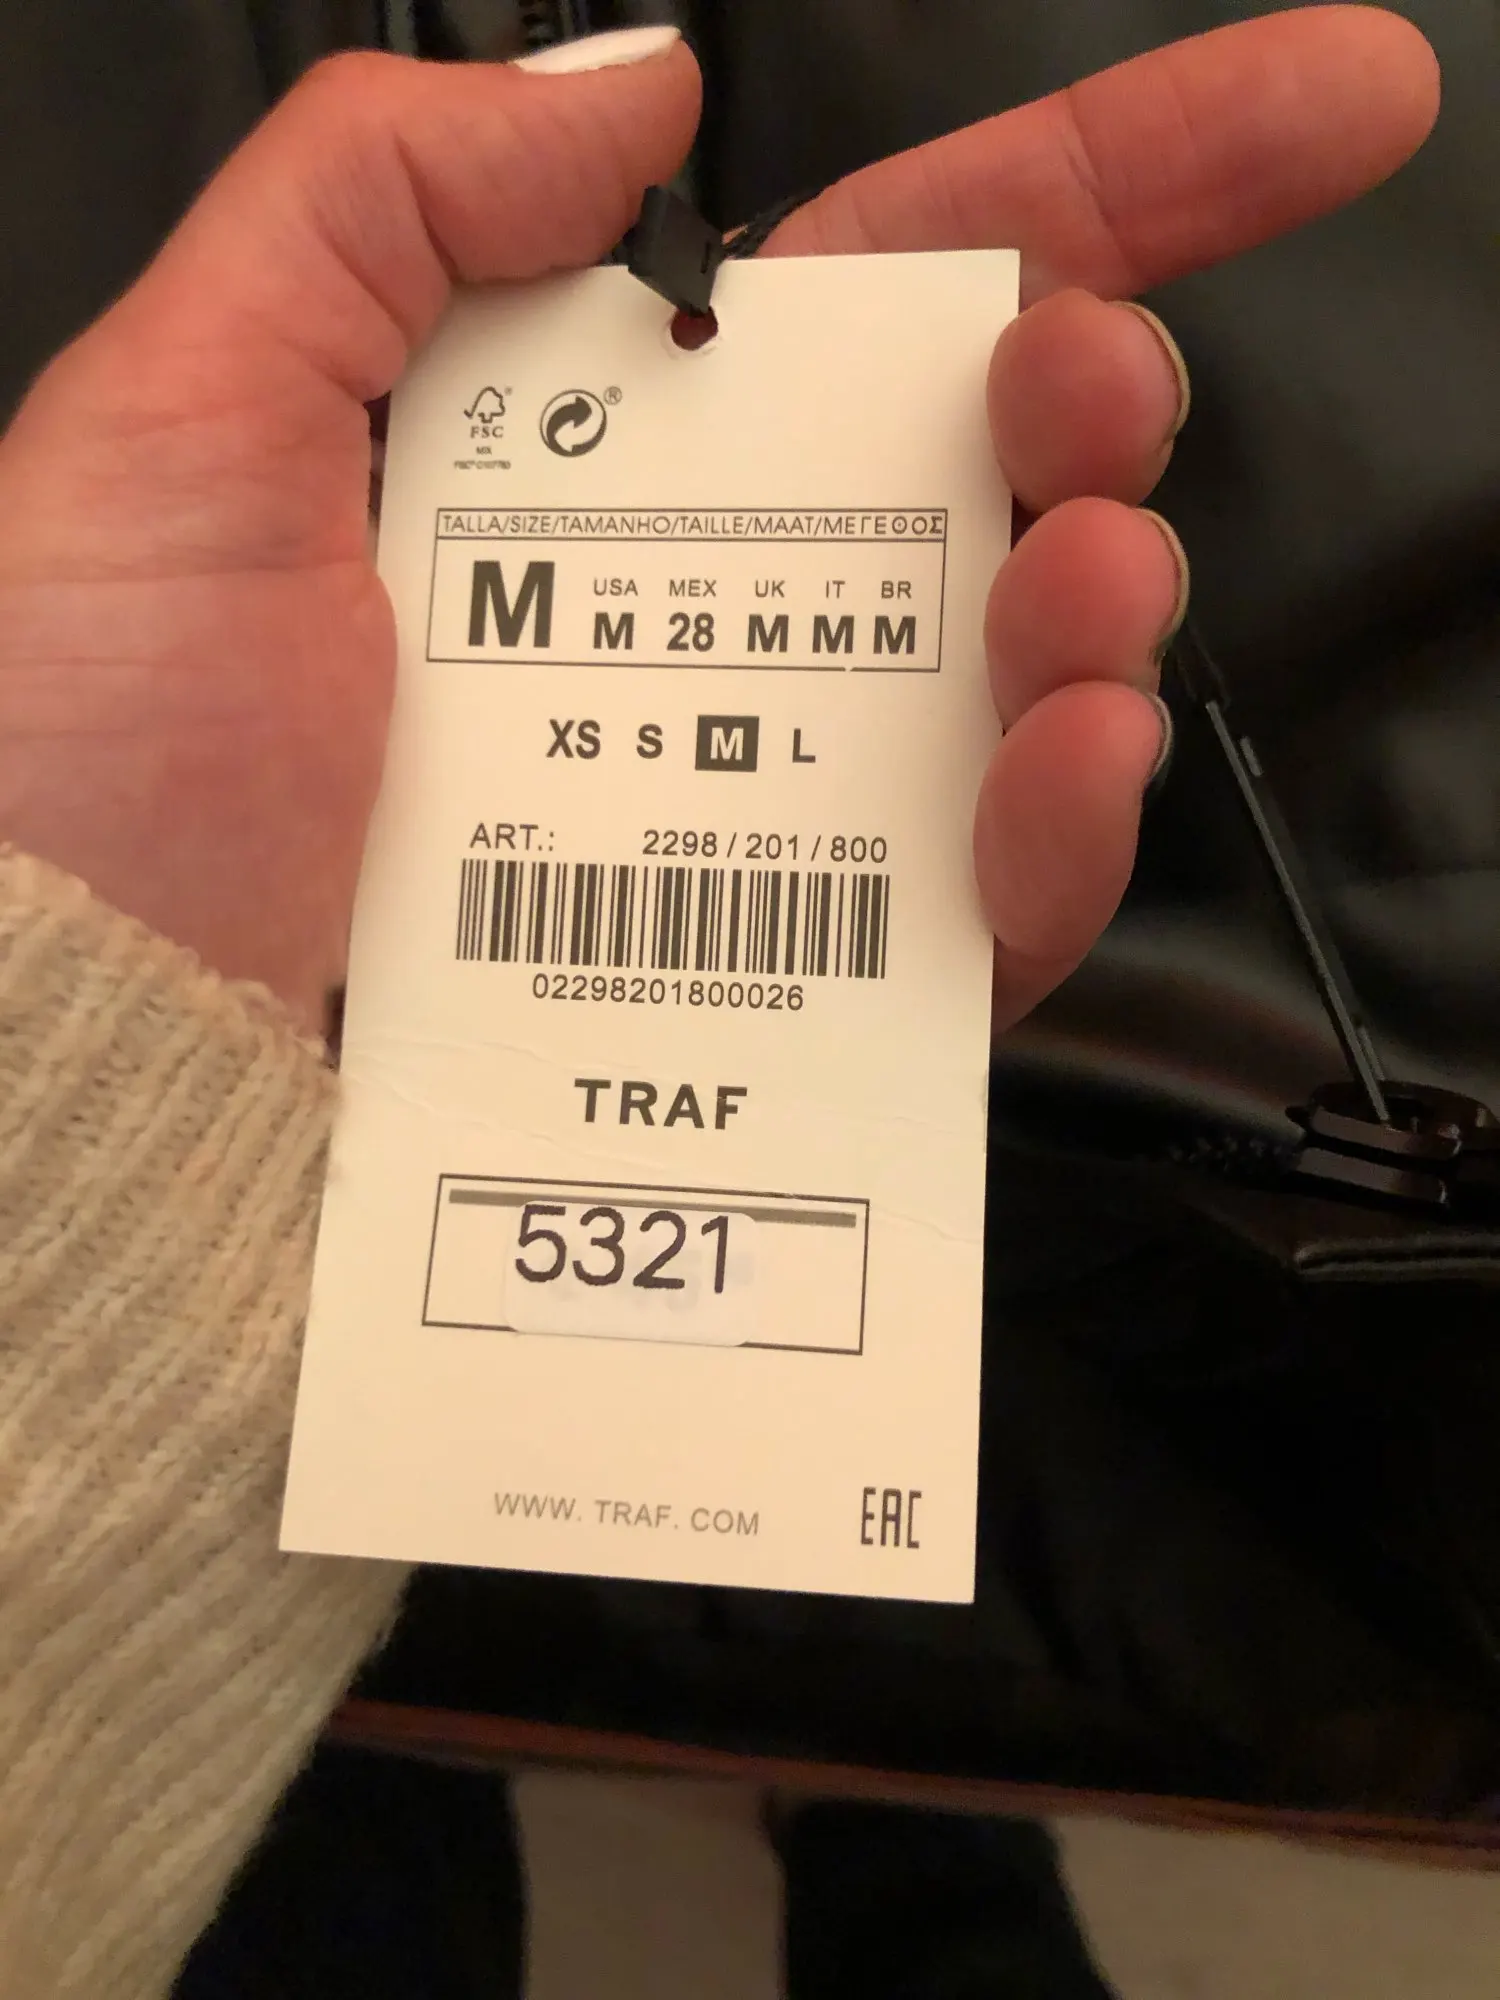 FSC
MIX
TALLA/SIZE/TAMANHO/TAILLE/MAAT/ΜΕΓΕΘΟΣ
USA MEX UK IT BR
M M 28 M M M
XS S M L
ART.: 2298 / 201 / 800
02298201800026
TRAF
5321
WWW. TRAF. COM
EAC